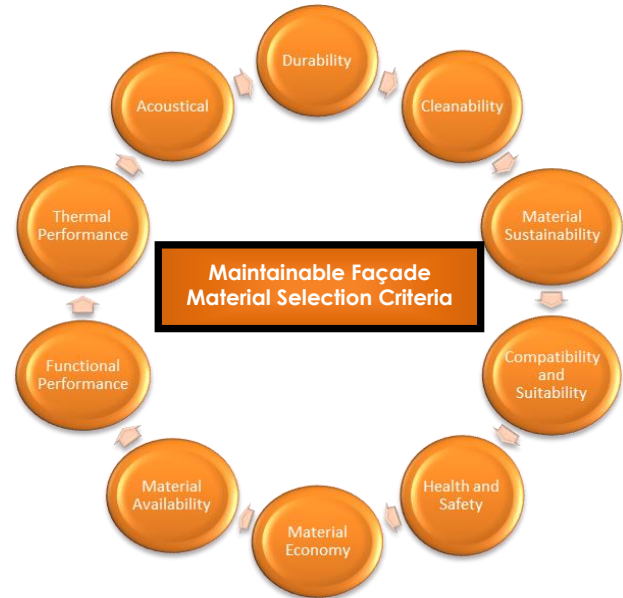 Durability
Cleanability
Material
Sustainability
Compatibility
and
Suitability
Health and
Safety
Material
Economy
Material
Availability
Functional
Performance
Thermal
Performance
Acoustical
Maintainable Façade
Material Selection Criteria